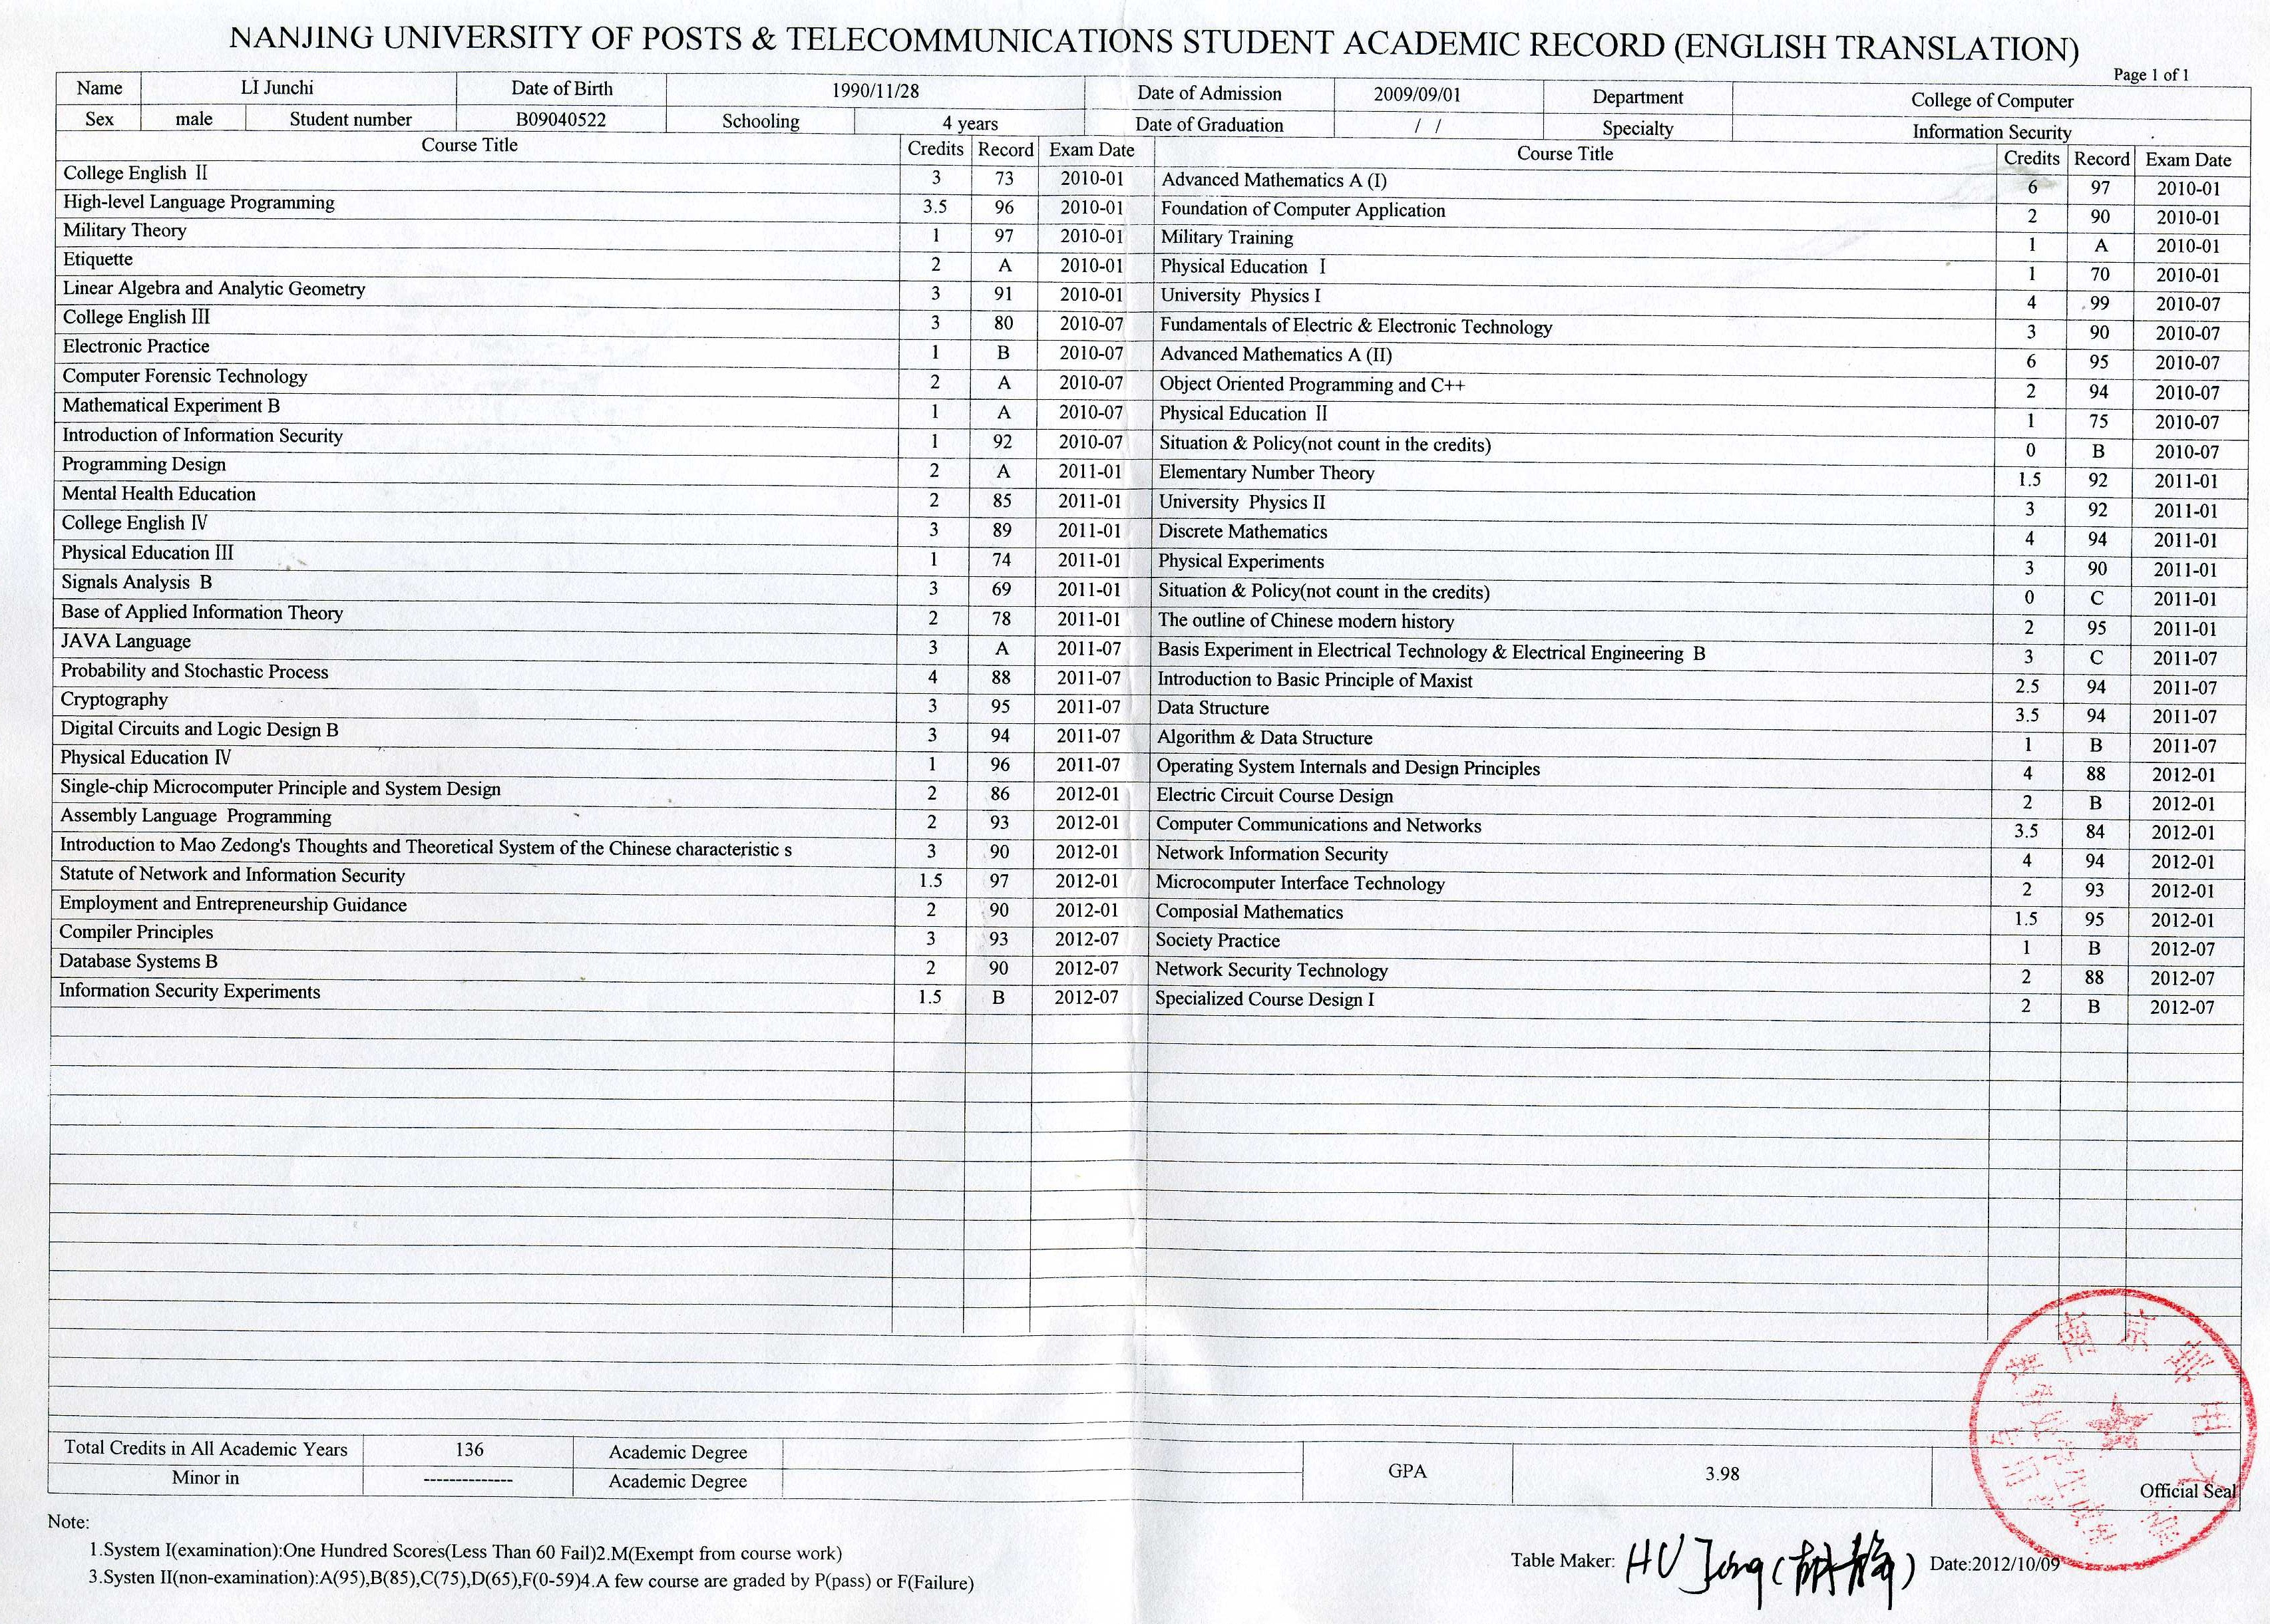 NANJING UNIVERSITY OF POSTS & TELECOMMUNICATIONS STUDENT ACADEMIC RECORD (ENGLISH TRANSLATION)
Page 1 of 1
Name LI Junchi Date of Birth 1990/11/28 Date of Admission 2009/09/01 Department College of Computer
Sex male Student number B09040522 Schooling 4 years Date of Graduation / / Specialty Information Security
Course Title Credits Record Exam Date Course Title Credits Record Exam Date
College English II 3 73 2010-01 Advanced Mathematics A (I) 6 97 2010-01
High-level Language Programming 3.5 96 2010-01 Foundation of Computer Application 2 90 2010-01
Military Theory 1 97 2010-01 Military Training 1 A 2010-01
Etiquette 2 A 2010-01 Physical Education I 1 70 2010-01
Linear Algebra and Analytic Geometry 3 91 2010-01 University Physics I 4 99 2010-07
College English III 3 80 2010-07 Fundamentals of Electric & Electronic Technology 3 90 2010-07
Electronic Practice 1 B 2010-07 Advanced Mathematics A (II) 6 95 2010-07
Computer Forensic Technology 2 A 2010-07 Object Oriented Programming and C++ 2 94 2010-07
Mathematical Experiment B 1 A 2010-07 Physical Education II 1 75 2010-07
Introduction of Information Security 1 92 2010-07 Situation & Policy(not count in the credits) 0 B 2010-07
Programming Design 2 A 2011-01 Elementary Number Theory 1.5 92 2011-01
Mental Health Education 2 85 2011-01 University Physics II 3 92 2011-01
College English IV 3 89 2011-01 Discrete Mathematics 4 94 2011-01
Physical Education III 1 74 2011-01 Physical Experiments 3 90 2011-01
Signals Analysis B 3 69 2011-01 Situation & Policy(not count in the credits) 0 C 2011-01
Base of Applied Information Theory 2 78 2011-01 The outline of Chinese modern history 2 95 2011-01
JAVA Language 3 A 2011-07 Basis Experiment in Electrical Technology & Electrical Engineering B 3 C 2011-07
Probability and Stochastic Process 4 88 2011-07 Introduction to Basic Principle of Maxist 2.5 94 2011-07
Cryptography 3 95 2011-07 Data Structure 3.5 94 2011-07
Digital Circuits and Logic Design B 3 94 2011-07 Algorithm & Data Structure 1 B 2011-07
Physical Education IV 1 96 2011-07 Operating System Internals and Design Principles 4 88 2012-01
Single-chip Microcomputer Principle and System Design 2 86 2012-01 Electric Circuit Course Design 2 B 2012-01
Assembly Language Programming 2 93 2012-01 Computer Communications and Networks 3.5 84 2012-01
Introduction to Mao Zedong's Thoughts and Theoretical System of the Chinese characteristic s 3 90 2012-01 Network Information Security 4 94 2012-01
Statute of Network and Information Security 1.5 97 2012-01 Microcomputer Interface Technology 2 93 2012-01
Employment and Entrepreneurship Guidance 2 90 2012-01 Composial Mathematics 1.5 95 2012-01
Compiler Principles 3 93 2012-07 Society Practice 1 B 2012-07
Database Systems B 2 90 2012-07 Network Security Technology 2 88 2012-07
Information Security Experiments 1.5 B 2012-07 Specialized Course Design I 2 B 2012-07
Total Credits in All Academic Years 136 Academic Degree GPA 3.98
Minor in -------------- Academic Degree
Official Seal
南京邮电大
Note:
1.System I(examination):One Hundred Scores(Less Than 60 Fail)2.M(Exempt from course work)
3.Systen II(non-examination):A(95),B(85),C(75),D(65),F(0-59)4.A few course are graded by P(pass) or F(Failure)
Table Maker: HU Jing (胡静) Date:2012/10/09